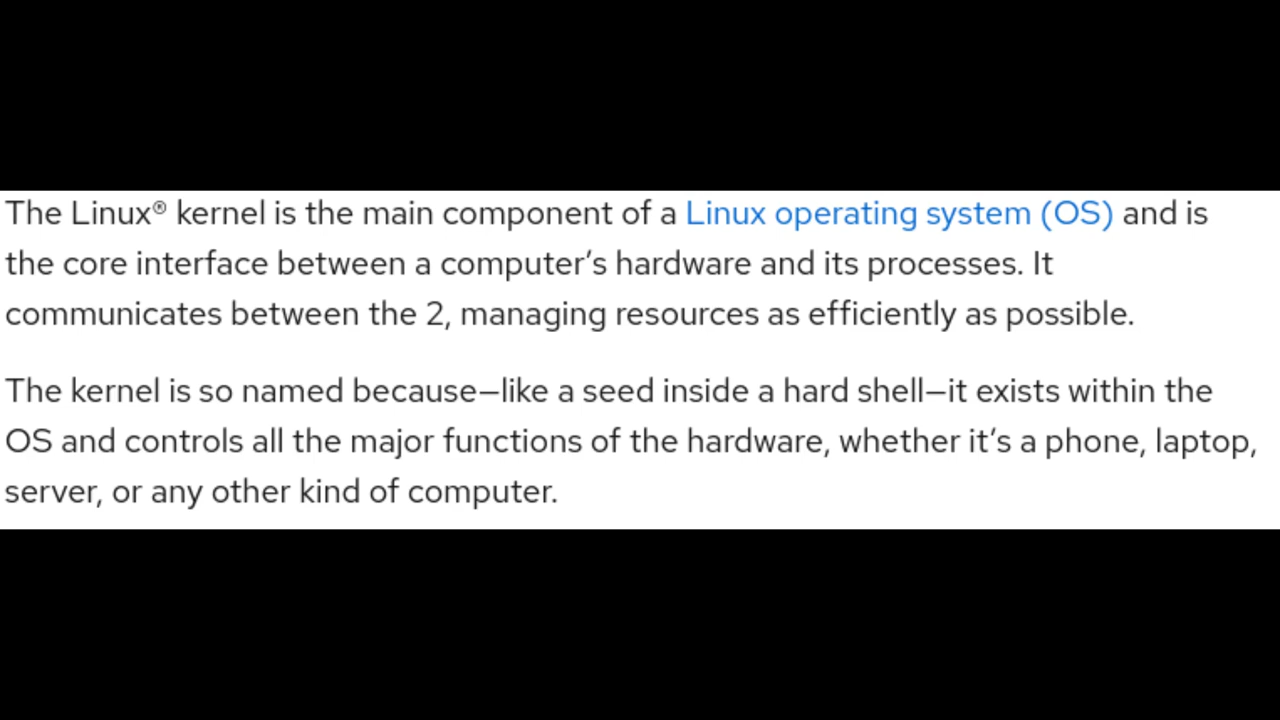 The Linux® kernel is the main component of a Linux operating system (OS) and is
the core interface between a computer’s hardware and its processes. It
communicates between the 2, managing resources as efficiently as possible.
The kernel is so named because—like a seed inside a hard shell—it exists within the
OS and controls all the major functions of the hardware, whether it’s a phone, laptop,
server, or any other kind of computer.